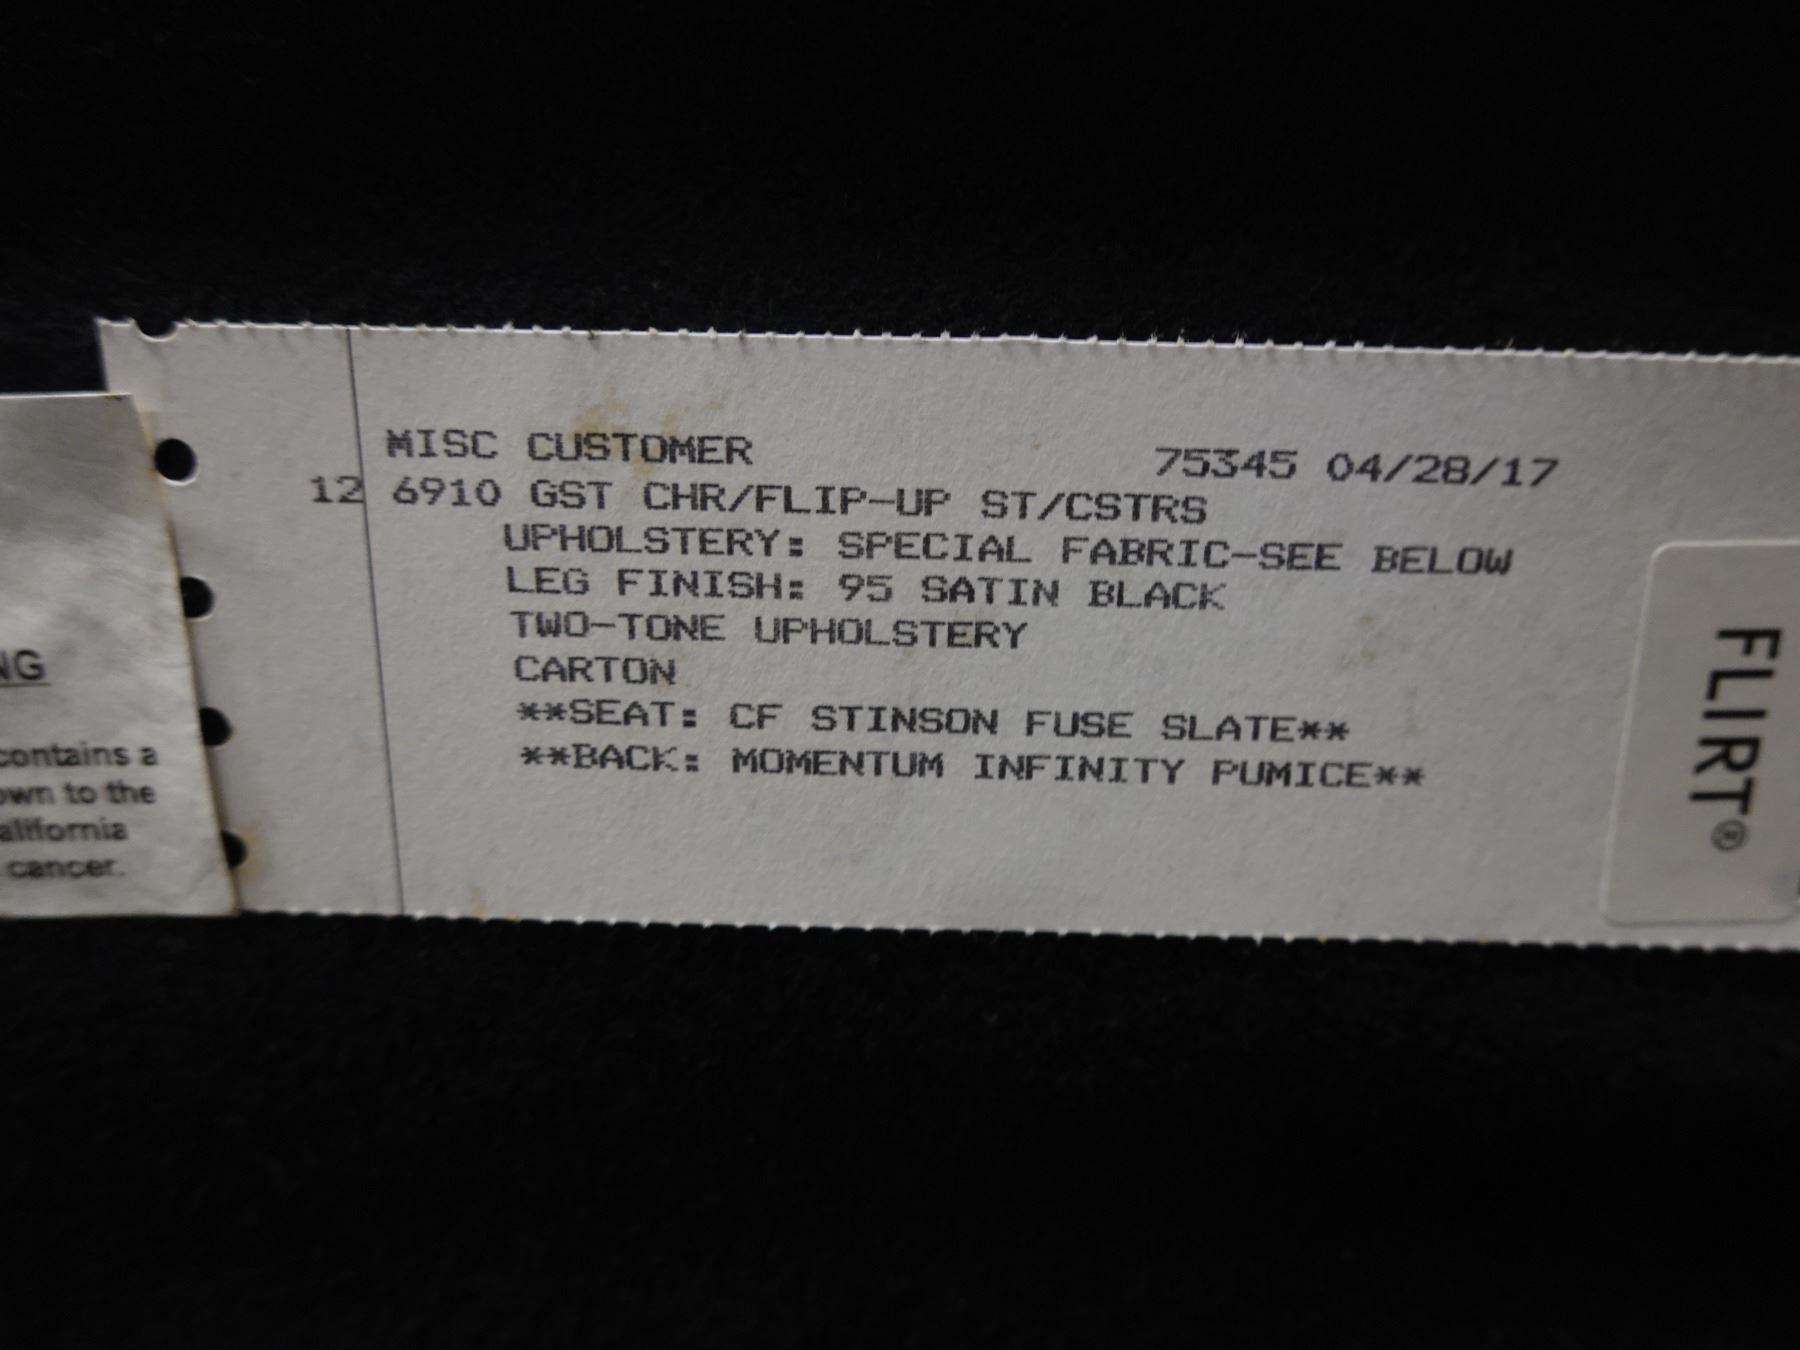 MISC CUSTOMER 75345 04/28/17
12 6910 GST CHR/FLIP-UP ST/CSTRS
UPHOLSTERY: SPECIAL FABRIC-SEE BELOW
LEG FINISH: 95 SATIN BLACK
TWO-TONE UPHOLSTERY
CARTON
**SEAT: CF STINSON FUSE SLATE**
**BACK: MOMENTUM INFINITY PUMICE**
NG
contains a
own to the
alifornia
cancer.
FLIRT®